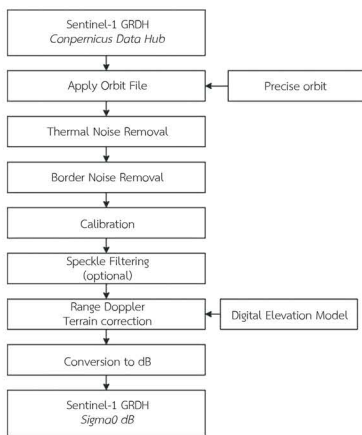 Sentinel-1 GRDH
Conpernicus Data Hub
Apply Orbit File
Precise orbit
Thermal Noise Removal
Border Noise Removal
Calibration
Speckle Filtering
(optional)
Range Doppler
Terrain correction
Digital Elevation Model
Conversion to dB
Sentinel-1 GRDH
Sigma0 dB